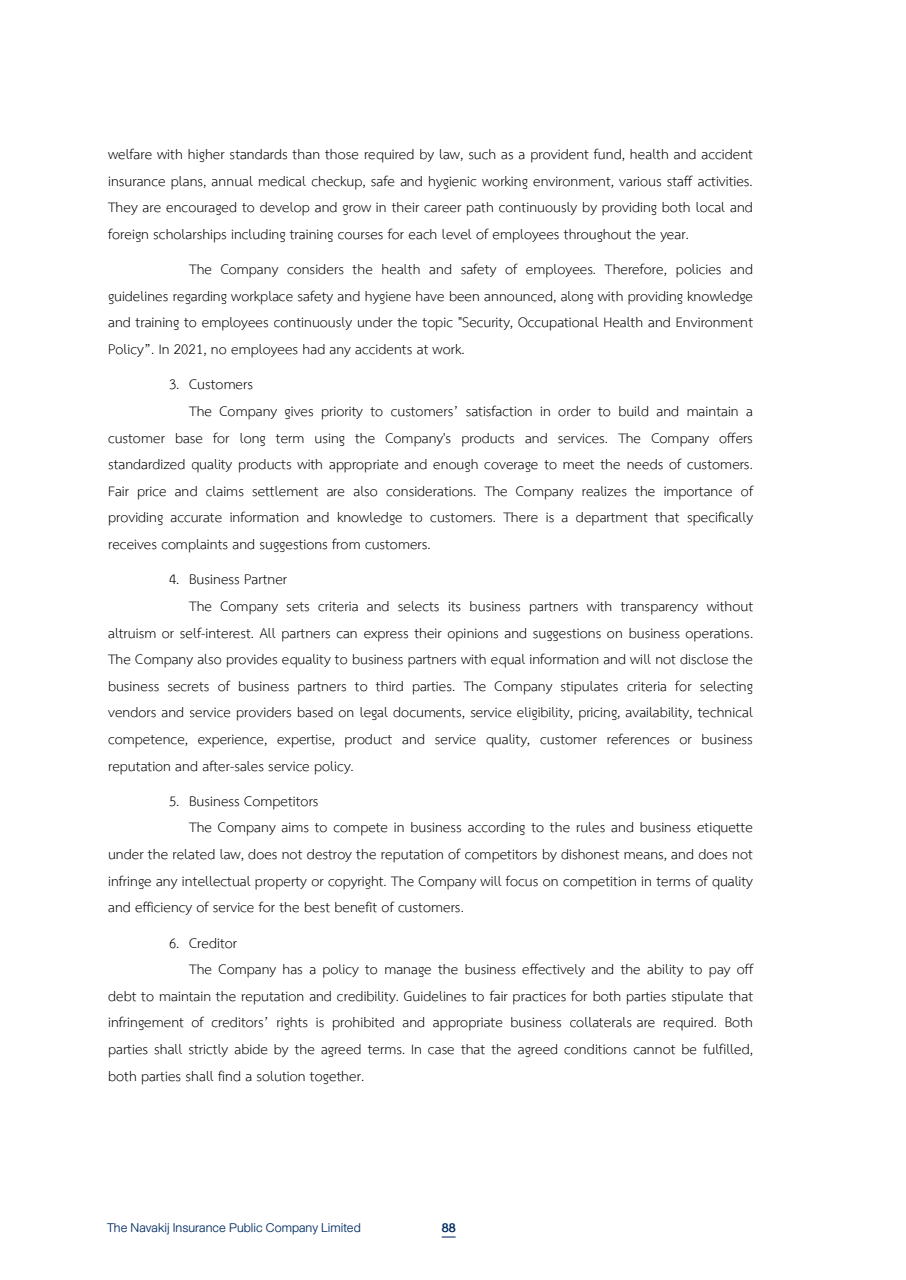 welfare with higher standards than those required by law, such as a provident fund, health and accident
insurance plans, annual medical checkup, safe and hygienic working environment, various staff activities.
They are encouraged to develop and grow in their career path continuously by providing both local and
foreign scholarships including training courses for each level of employees throughout the year.
The Company considers the health and safety of employees. Therefore, policies and
guidelines regarding workplace safety and hygiene have been announced, along with providing knowledge
and training to employees continuously under the topic "Security, Occupational Health and Environment
Policy”. In 2021, no employees had any accidents at work.
3. Customers
The Company gives priority to customers’ satisfaction in order to build and maintain a
customer base for long term using the Company's products and services. The Company offers
standardized quality products with appropriate and enough coverage to meet the needs of customers.
Fair price and claims settlement are also considerations. The Company realizes the importance of
providing accurate information and knowledge to customers. There is a department that specifically
receives complaints and suggestions from customers.
4. Business Partner
The Company sets criteria and selects its business partners with transparency without
altruism or self-interest. All partners can express their opinions and suggestions on business operations.
The Company also provides equality to business partners with equal information and will not disclose the
business secrets of business partners to third parties. The Company stipulates criteria for selecting
vendors and service providers based on legal documents, service eligibility, pricing, availability, technical
competence, experience, expertise, product and service quality, customer references or business
reputation and after-sales service policy.
5. Business Competitors
The Company aims to compete in business according to the rules and business etiquette
under the related law, does not destroy the reputation of competitors by dishonest means, and does not
infringe any intellectual property or copyright. The Company will focus on competition in terms of quality
and efficiency of service for the best benefit of customers.
6. Creditor
The Company has a policy to manage the business effectively and the ability to pay off
debt to maintain the reputation and credibility. Guidelines to fair practices for both parties stipulate that
infringement of creditors’ rights is prohibited and appropriate business collaterals are required. Both
parties shall strictly abide by the agreed terms. In case that the agreed conditions cannot be fulfilled,
both parties shall find a solution together.
The Navakij Insurance Public Company Limited 88